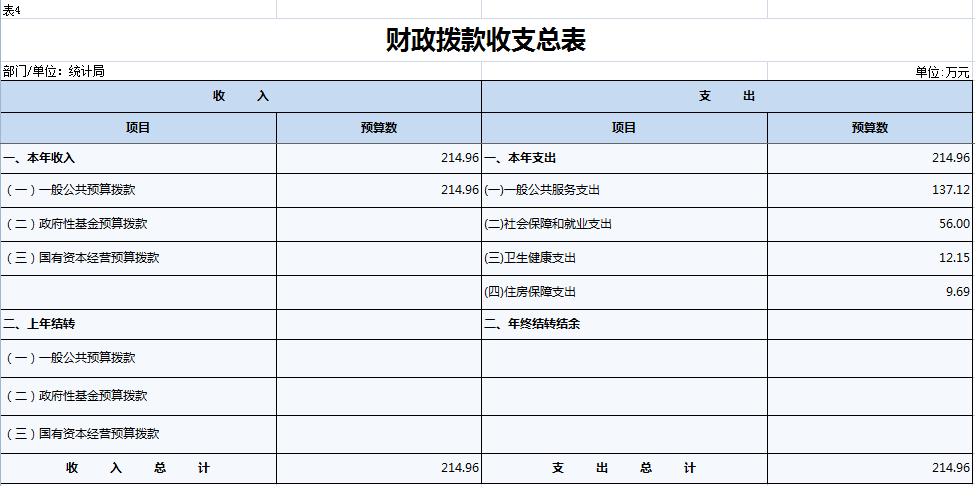 表4
财政拨款收支总表
部门/单位：统计局 单位:万元
收 入 支 出
项目 预算数 项目 预算数
一、本年收入 214.96 一、本年支出 214.96
（一）一般公共预算拨款 214.96 (一)一般公共服务支出 137.12
（二）政府性基金预算拨款 (二)社会保障和就业支出 56.00
（三）国有资本经营预算拨款 (三)卫生健康支出 12.15
(四)住房保障支出 9.69
二、上年结转 二、年终结转结余
（一）一般公共预算拨款
（二）政府性基金预算拨款
（三）国有资本经营预算拨款
收 入 总 计 214.96 支 出 总 计 214.96